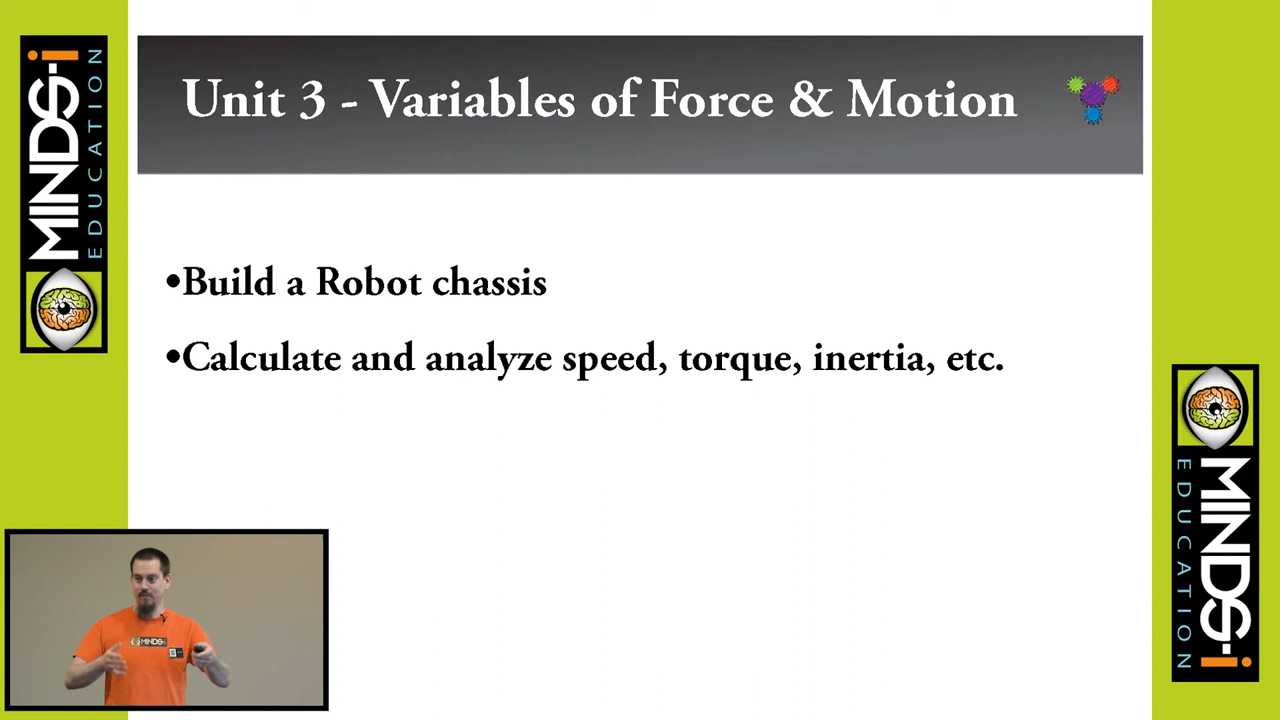 Unit 3 - Variables of Force & Motion
MINDS-i
EDUCATION
•Build a Robot chassis
•Calculate and analyze speed, torque, inertia, etc.
MINDS-i
EDUCATION
MINDS-i